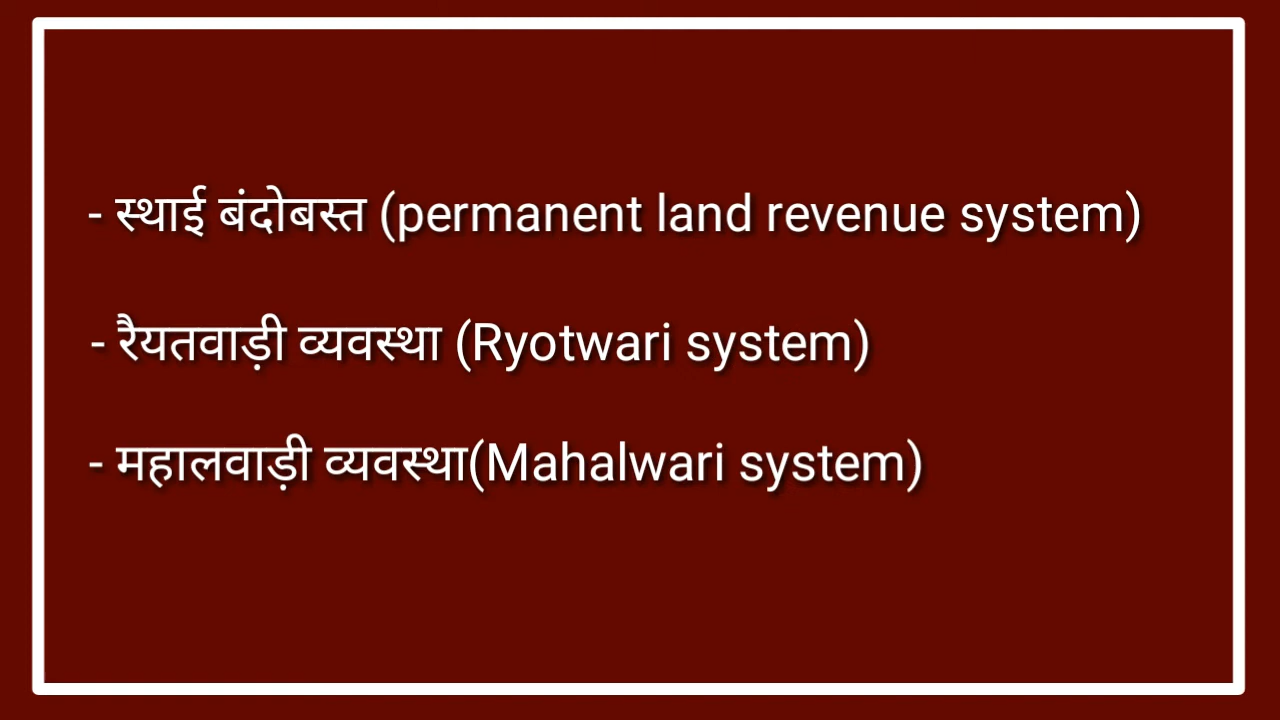 - स्थाई बंदोबस्त (permanent land revenue system)
- रैयतवाड़ी व्यवस्था (Ryotwari system)
- महालवाड़ी व्यवस्था(Mahalwari system)